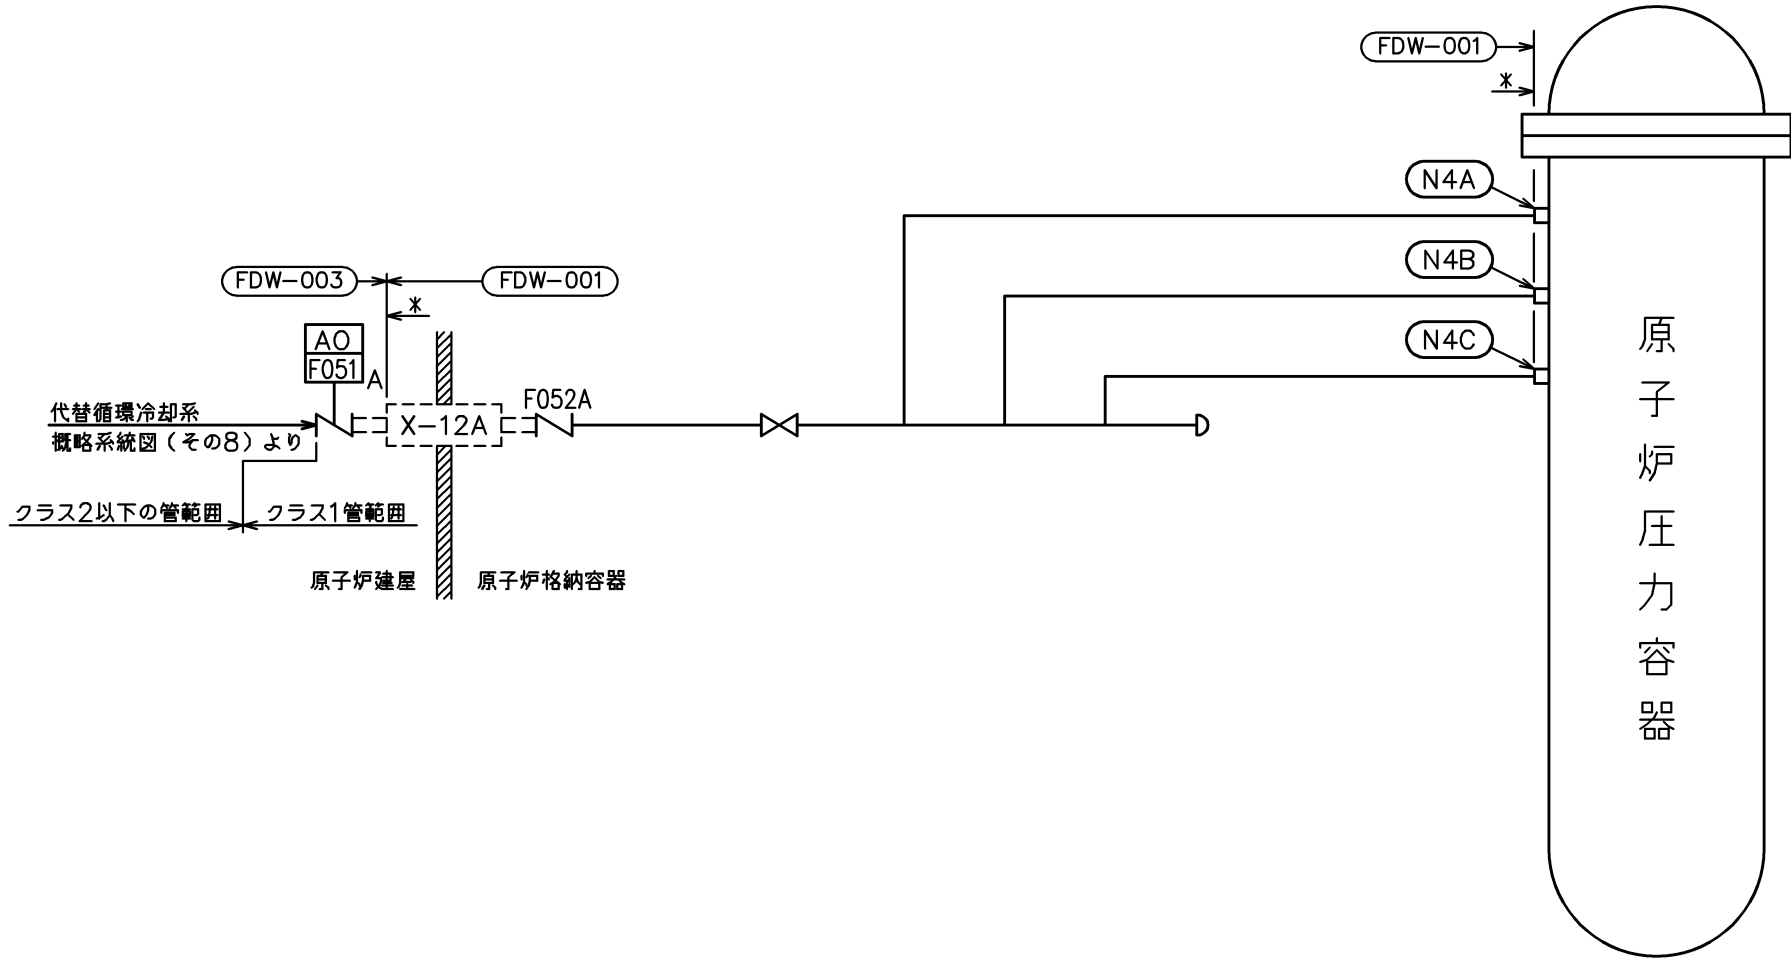 FDW-001
*
N4A
N4B
N4C
FDW-003
FDW-001
*
AO
F051
A
F052A
X-12A
代替循環冷却系
概略系統図(その8)より
クラス2以下の管範囲
クラス1管範囲
原子炉建屋
原子炉格納容器
原子炉圧力容器